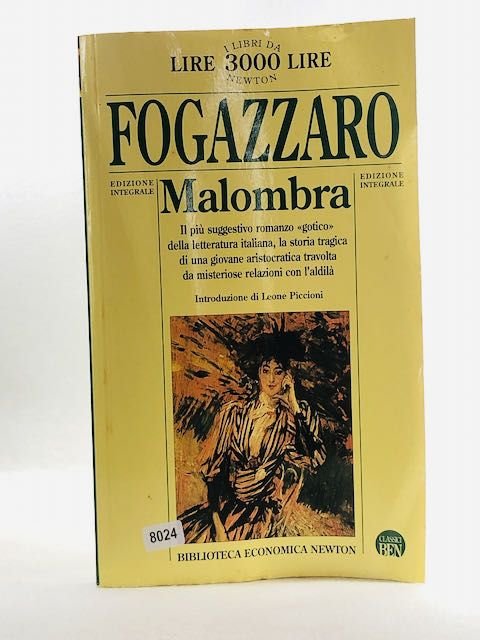 I LIBRI DA
LIRE 3000 LIRE
NEWTON
FOGAZZARO
EDIZIONE
INTEGRALE
Malombra
EDIZIONE
INTEGRALE
Il più suggestivo romanzo «gotico»
della letteratura italiana, la storia tragica
di una giovane aristocratica travolta
da misteriose relazioni con l'aldilà
Introduzione di Leone Piccioni
8024
BIBLIOTECA ECONOMICA NEWTON
CLASSICI
BEN